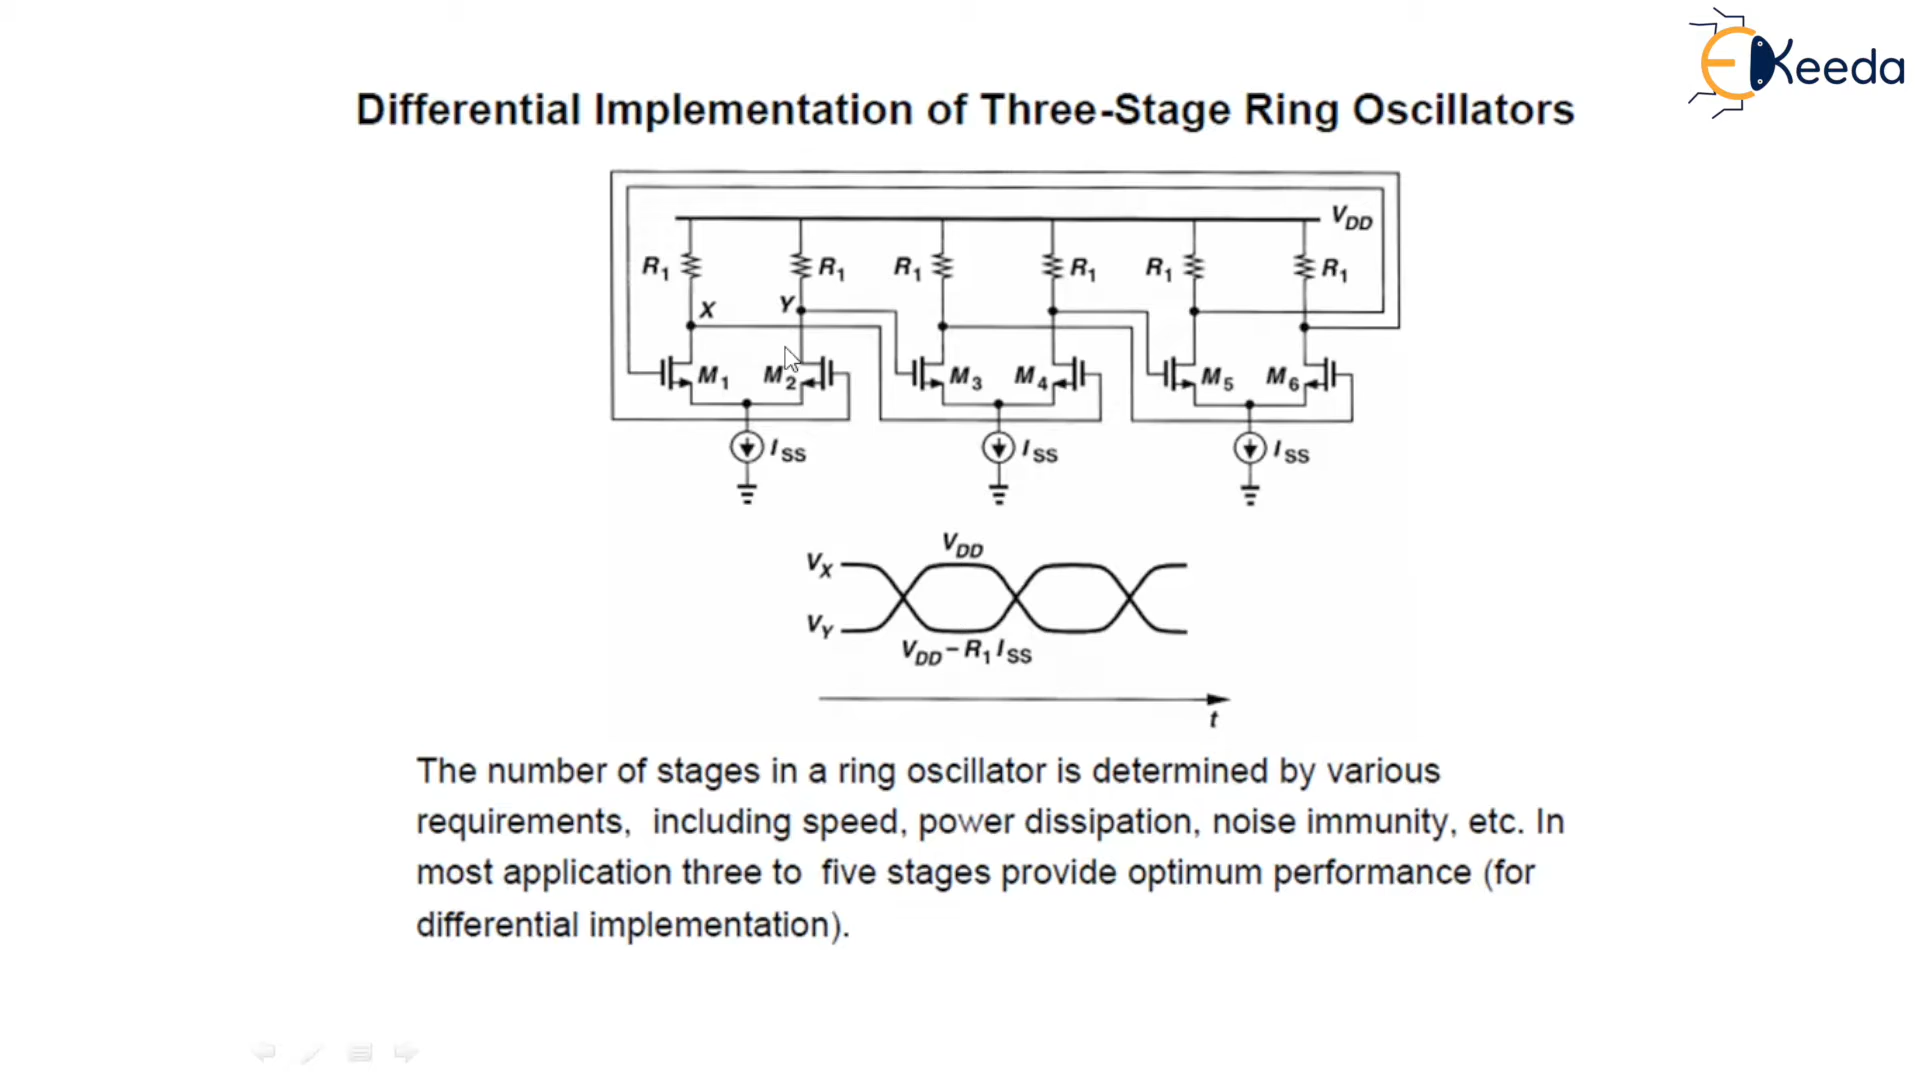 EKeeda
Differential Implementation of Three-Stage Ring Oscillators
VDD
R1 R1 R1 R1 R1 R1
X Y
M1 M2 M3 M4 M5 M6
ISS ISS ISS
VX VDD
VY
VDD – R1 ISS
t
The number of stages in a ring oscillator is determined by various
requirements, including speed, power dissipation, noise immunity, etc. In
most application three to five stages provide optimum performance (for
differential implementation).